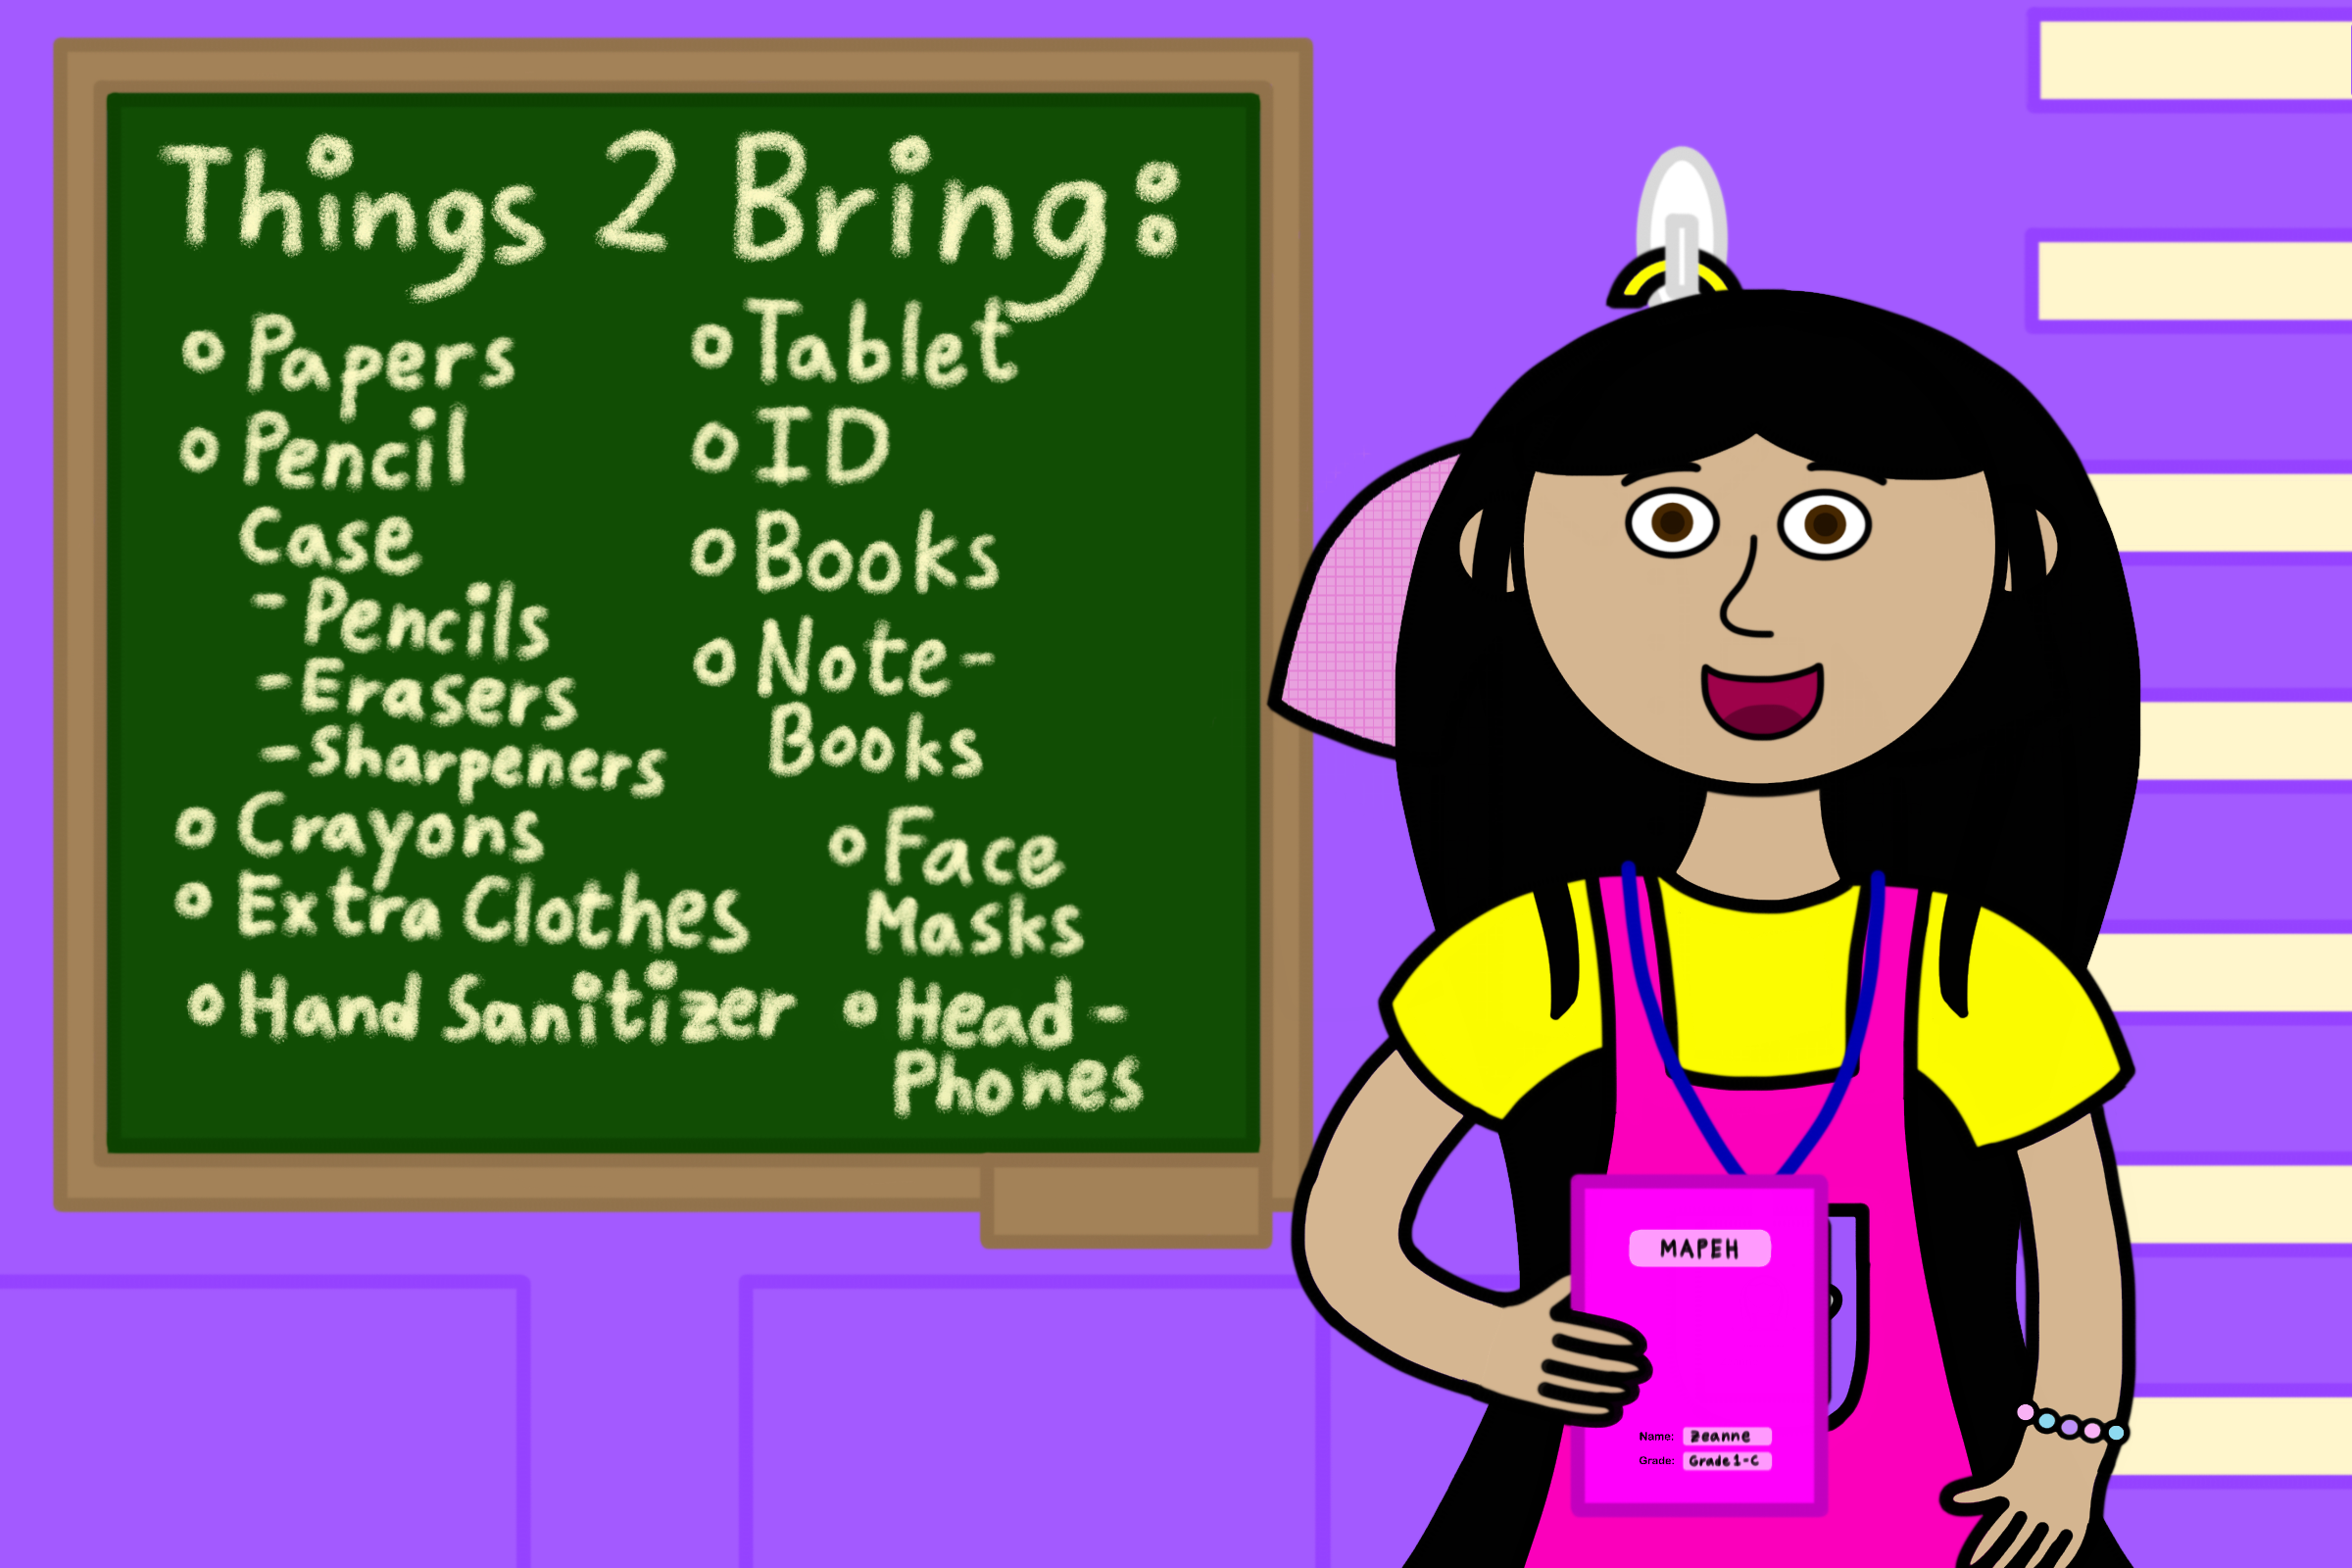 Things 2 Bring:
o Papers
o Pencil
Case
- Pencils
- Erasers
- Sharpeners
o Crayons
o Extra Clothes
o Hand Sanitizer
o Tablet
o ID
o Books
o Note-
Books
o Face
Masks
o Head-
Phones
MAPEH
Name: Zeanne
Grade: Grade 1-C